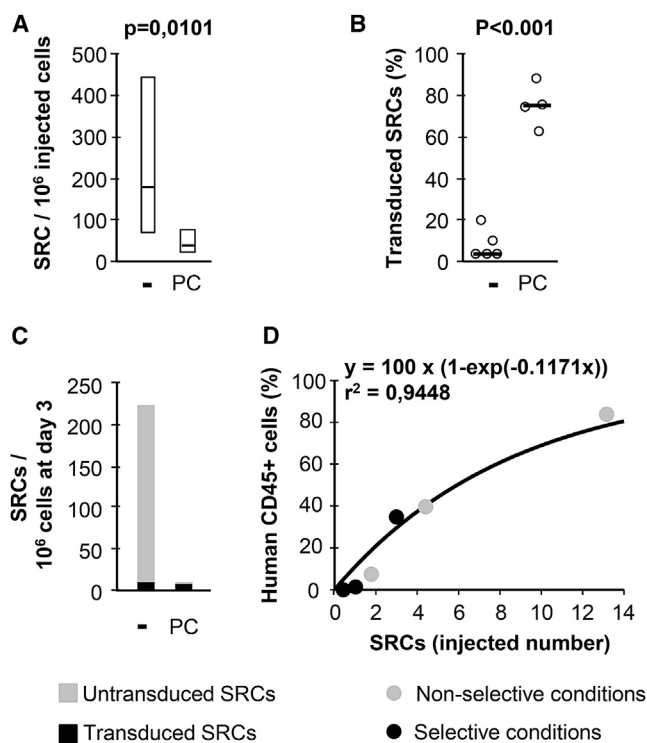 A
p=0,0101
SRC / 10⁶ injected cells
500
400
300
200
100
0
- PC
B
P<0.001
Transduced SRCs (%)
100
80
60
40
20
0
- PC
C
SRCs /
10⁶ cells at day 3
250
200
150
100
50
0
- PC
D
y = 100 x (1-exp(-0.1171x))
r² = 0,9448
Human CD45+ cells (%)
100
80
60
40
20
0
0 2 4 6 8 10 12 14
SRCs (injected number)
Untransduced SRCs
Transduced SRCs
Non-selective conditions
Selective conditions